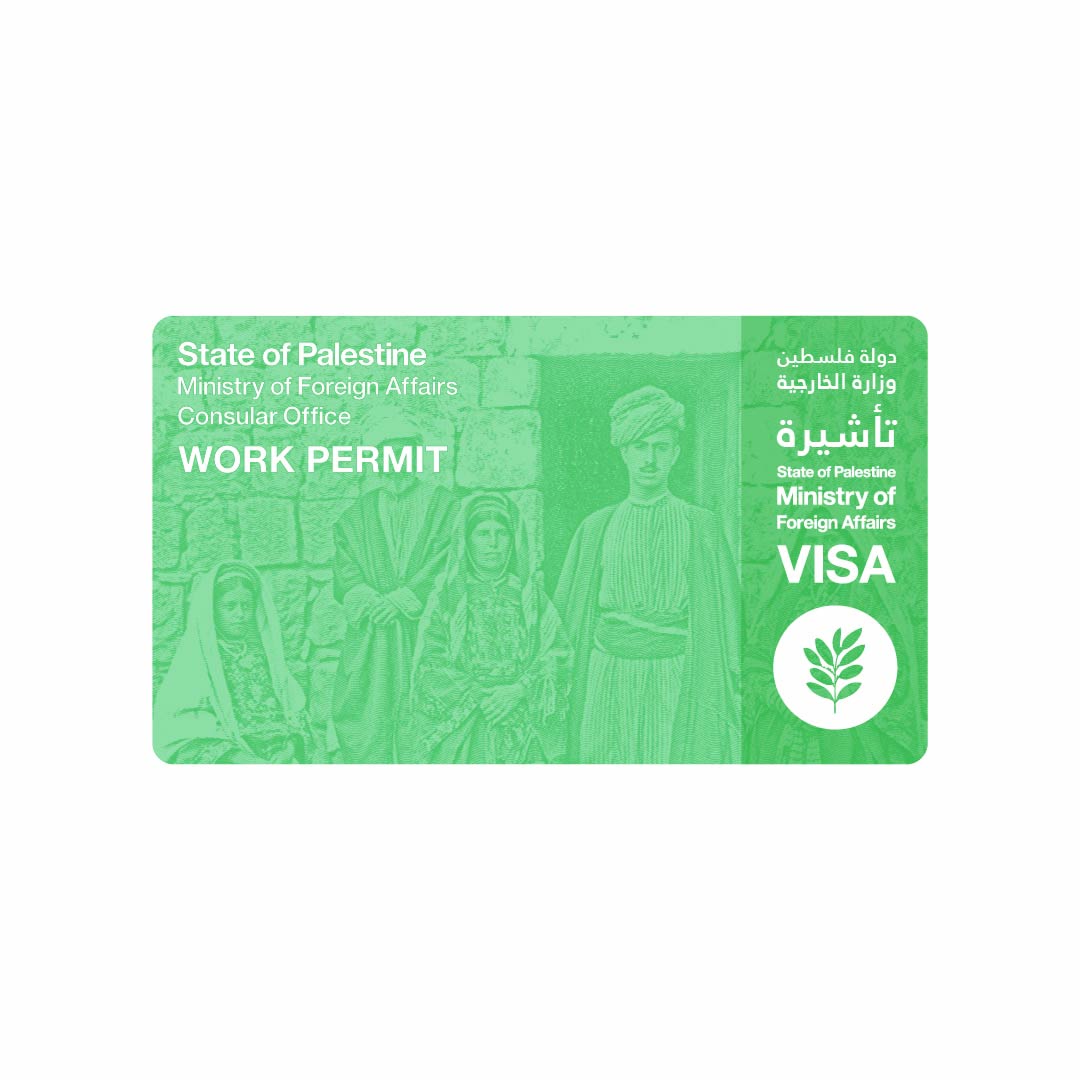 State of Palestine
Ministry of Foreign Affairs
Consular Office
WORK PERMIT
دولة فلسطين
وزارة الخارجية
تأشيرة
State of Palestine
Ministry of
Foreign Affairs
VISA